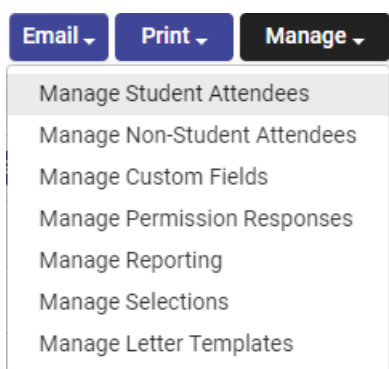 Email Print Manage
Manage Student Attendees
Manage Non-Student Attendees
Manage Custom Fields
Manage Permission Responses
Manage Reporting
Manage Selections
Manage Letter Templates